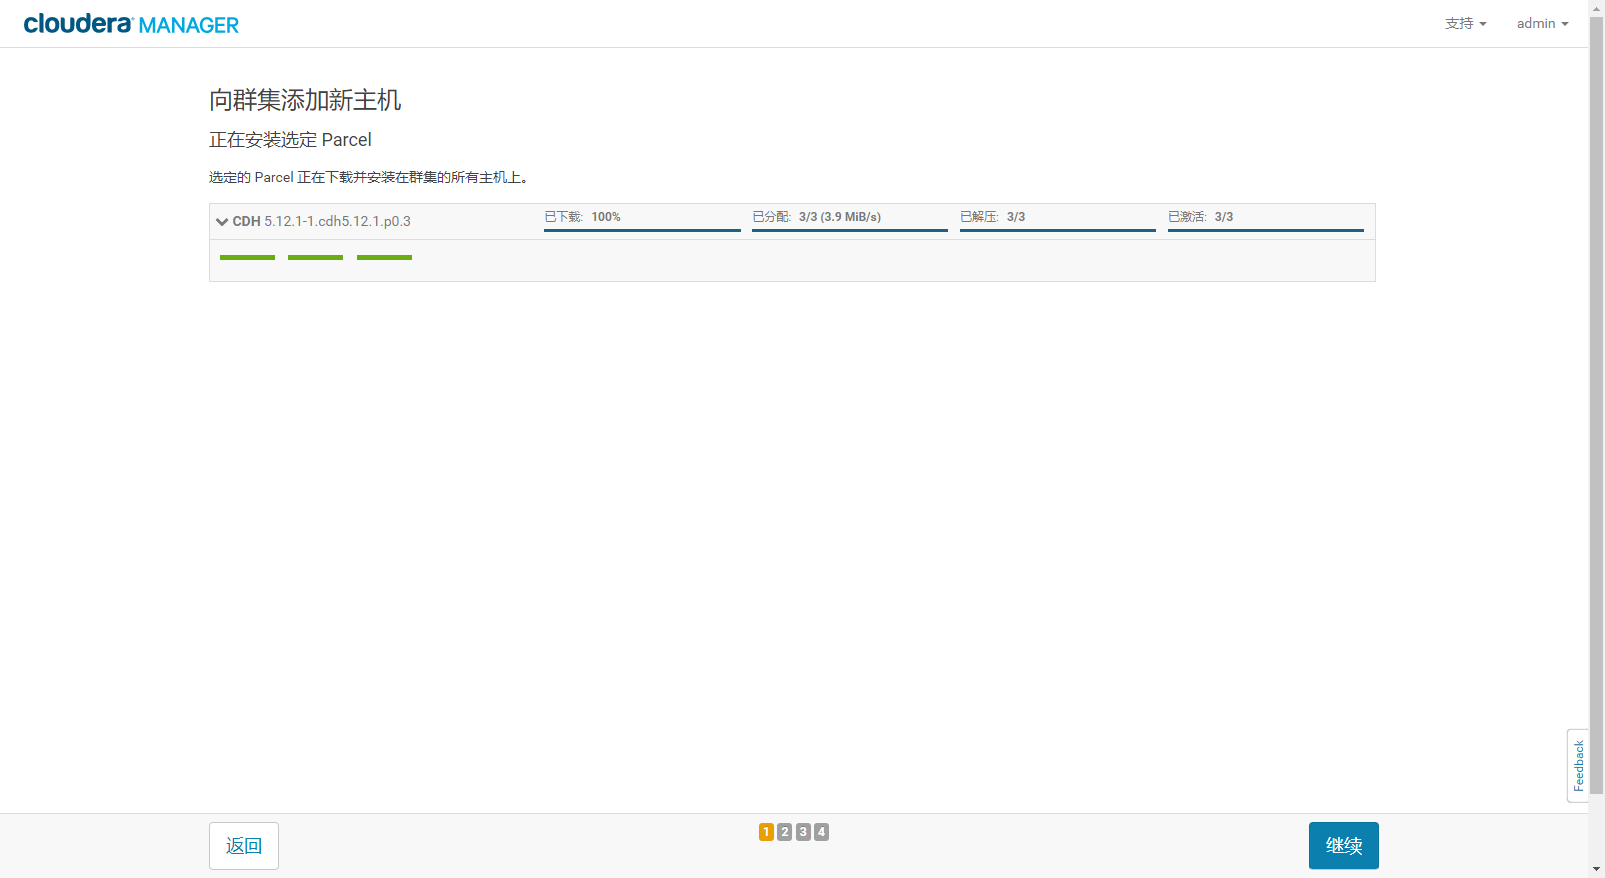 cloudera MANAGER
支持
admin
向群集添加新主机
正在安装选定 Parcel
选定的 Parcel 正在下载并安装在群集的所有主机上。
CDH 5.12.1-1.cdh5.12.1.p0.3
已下载: 100%
已分配: 3/3 (3.9 MiB/s)
已解压: 3/3
已激活: 3/3
Feedback
返回
1 2 3 4
继续